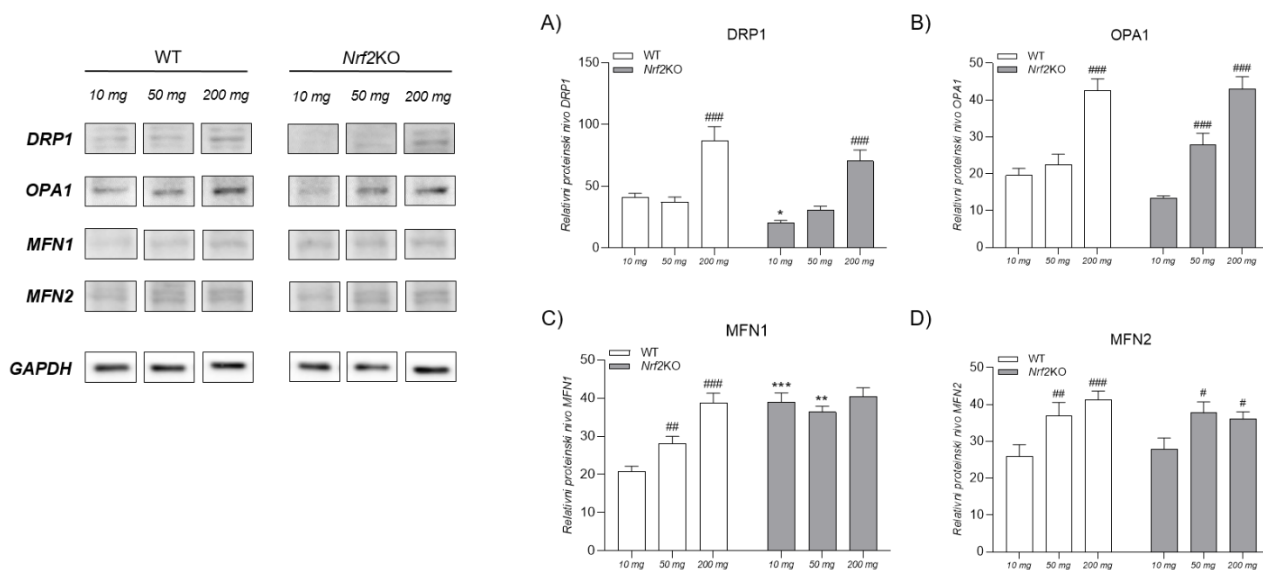 WT
Nrf2KO
10 mg 50 mg 200 mg
10 mg 50 mg 200 mg
DRP1
OPA1
MFN1
MFN2
GAPDH
A)
DRP1
WT
Nrf2KO
Relativni proteinski nivo DRP1
150
100
50
0
###
*
###
10 mg 50 mg 200 mg
10 mg 50 mg 200 mg
B)
OPA1
WT
Nrf2KO
Relativni proteinski nivo OPA1
50
40
30
20
10
0
###
###
###
10 mg 50 mg 200 mg
10 mg 50 mg 200 mg
C)
MFN1
WT
Nrf2KO
Relativni proteinski nivo MFN1
50
40
30
20
10
0
##
###
***
**
10 mg 50 mg 200 mg
10 mg 50 mg 200 mg
D)
MFN2
WT
Nrf2KO
Relativni proteinski nivo MFN2
50
40
30
20
10
0
##
###
#
#
10 mg 50 mg 200 mg
10 mg 50 mg 200 mg